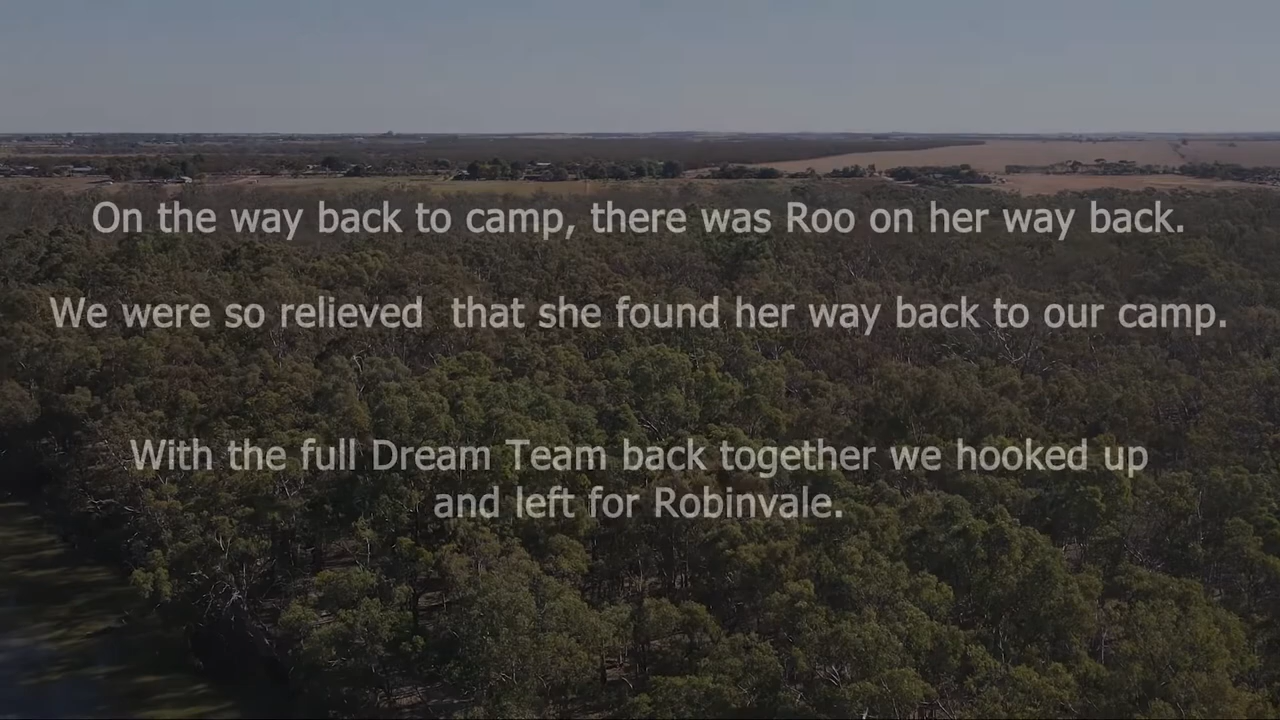 On the way back to camp, there was Roo on her way back.
We were so relieved  that she found her way back to our camp.
With the full Dream Team back together we hooked up
and left for Robinvale.